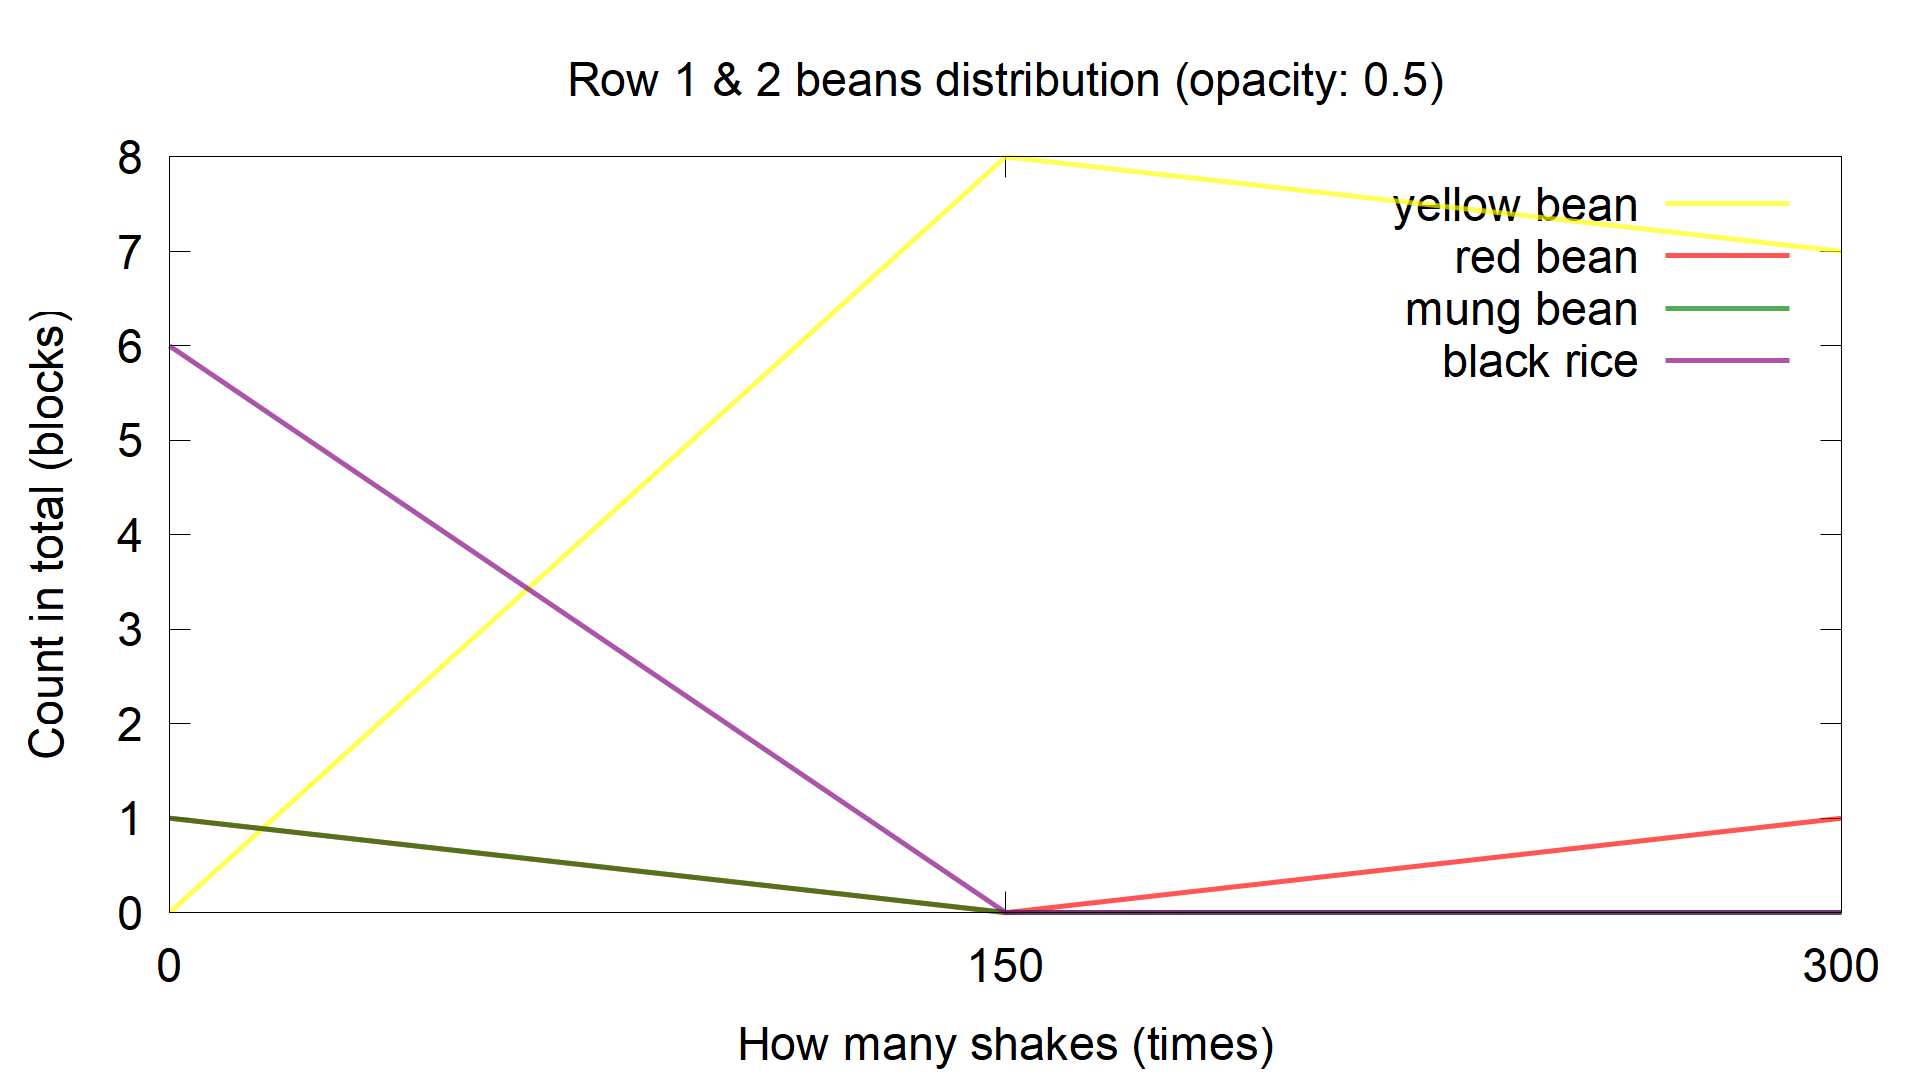 Row 1 & 2 beans distribution (opacity: 0.5)
8
7
6
5
4
3
2
1
0
Count in total (blocks)
yellow bean
red bean
mung bean
black rice
0 150 300
How many shakes (times)